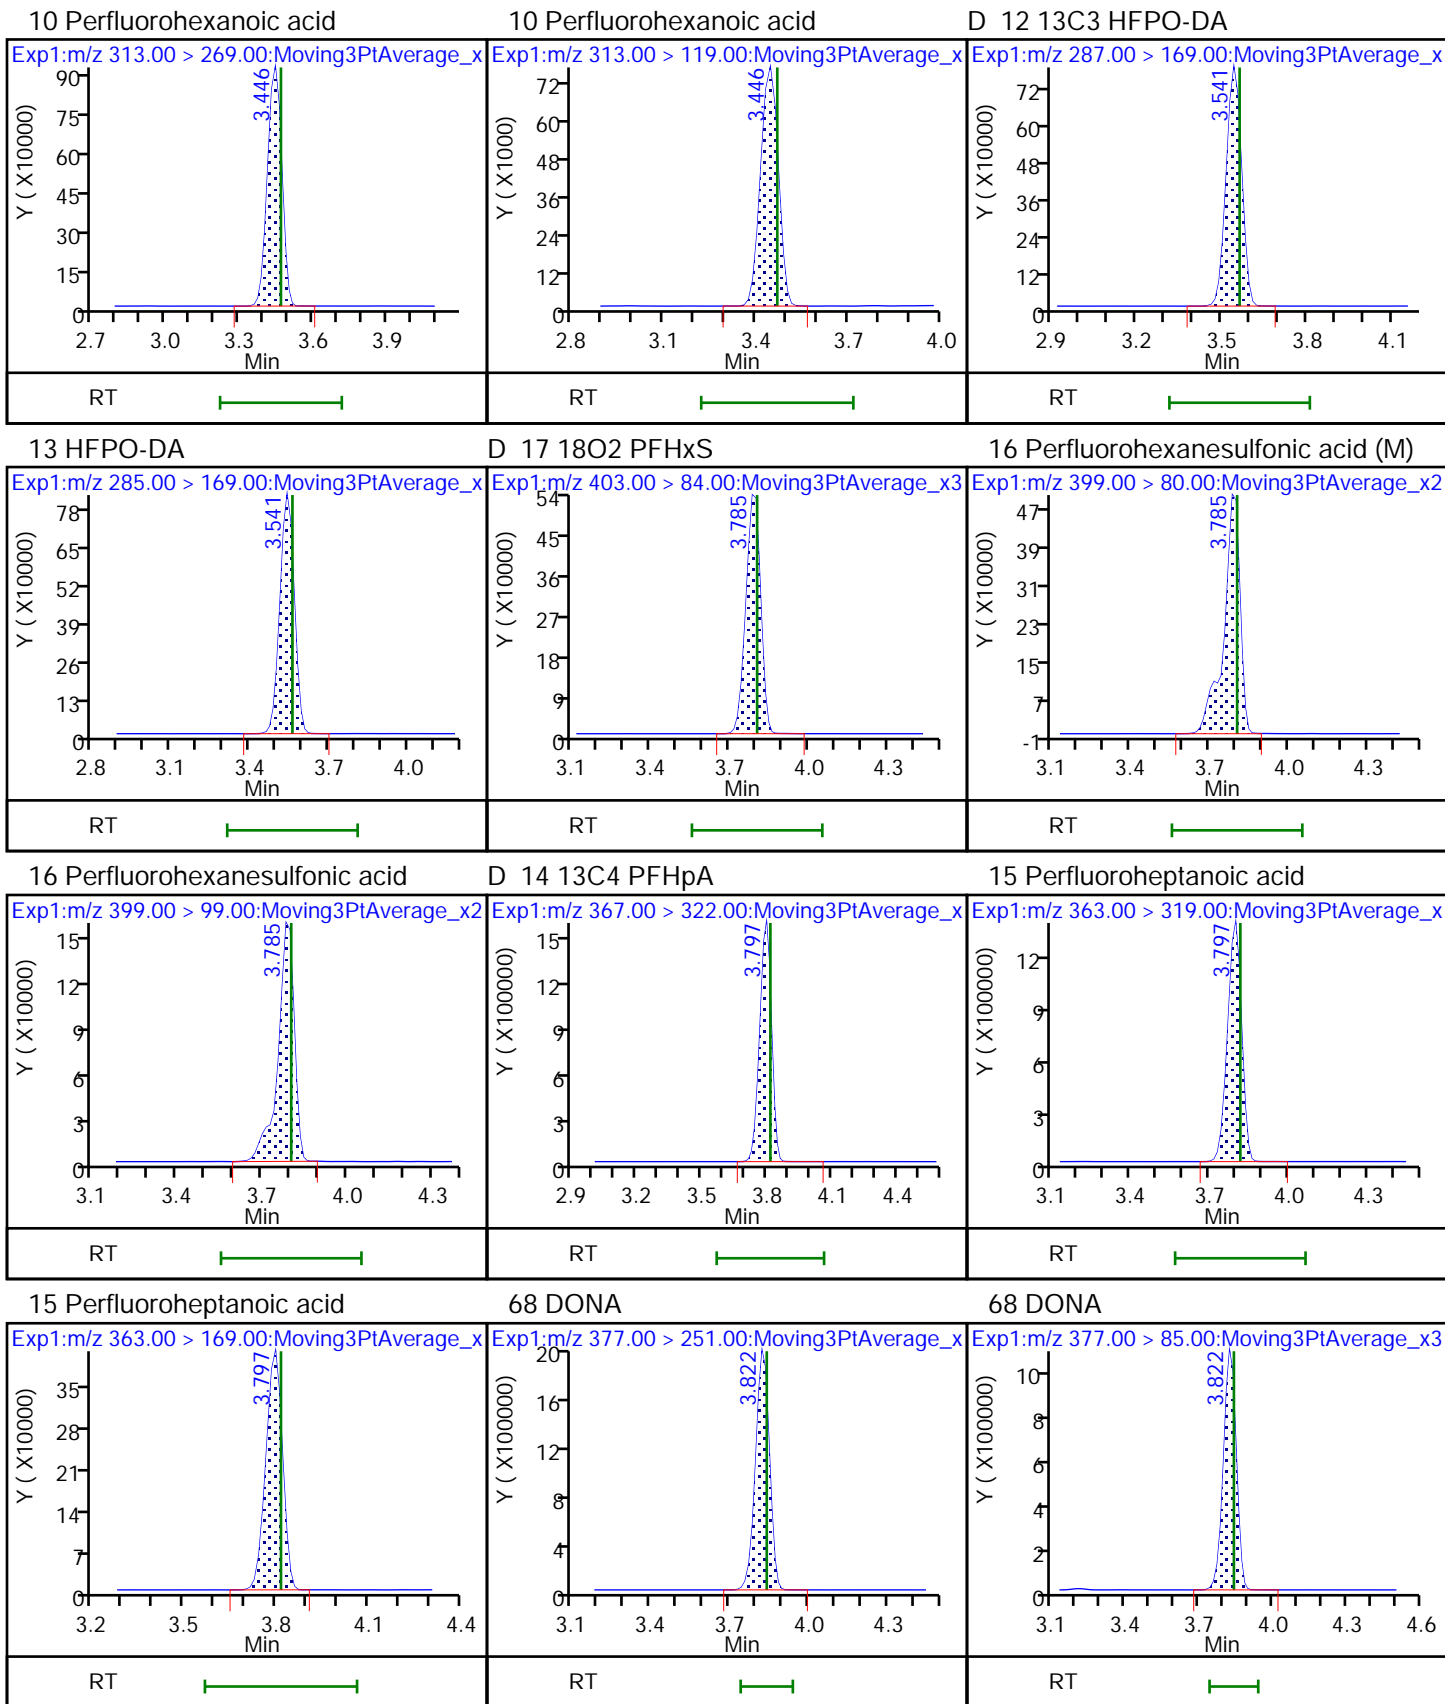 10 Perfluorohexanoic acid
Exp1:m/z 313.00 > 269.00:Moving3PtAverage_x
3.446
Y ( X10000)
90
75
60
45
30
15
0
2.7 3.0 3.3 3.6 3.9
Min
RT
10 Perfluorohexanoic acid
Exp1:m/z 313.00 > 119.00:Moving3PtAverage_x
3.446
Y ( X1000)
72
60
48
36
24
12
0
2.8 3.1 3.4 3.7 4.0
Min
RT
D 12 13C3 HFPO-DA
Exp1:m/z 287.00 > 169.00:Moving3PtAverage_x
3.541
Y ( X10000)
72
60
48
36
24
12
0
2.9 3.2 3.5 3.8 4.1
Min
RT
13 HFPO-DA
Exp1:m/z 285.00 > 169.00:Moving3PtAverage_x
3.541
Y ( X10000)
78
65
52
39
26
13
0
2.8 3.1 3.4 3.7 4.0
Min
RT
D 17 18O2 PFHxS
Exp1:m/z 403.00 > 84.00:Moving3PtAverage_x3
3.785
Y ( X10000)
54
45
36
27
18
9
0
3.1 3.4 3.7 4.0 4.3
Min
RT
16 Perfluorohexanesulfonic acid (M)
Exp1:m/z 399.00 > 80.00:Moving3PtAverage_x2
3.785
Y ( X10000)
47
39
31
23
15
7
-1
3.1 3.4 3.7 4.0 4.3
Min
RT
16 Perfluorohexanesulfonic acid
Exp1:m/z 399.00 > 99.00:Moving3PtAverage_x2
3.785
Y ( X10000)
15
12
9
6
3
0
3.1 3.4 3.7 4.0 4.3
Min
RT
D 14 13C4 PFHpA
Exp1:m/z 367.00 > 322.00:Moving3PtAverage_x
3.797
Y ( X100000)
15
12
9
6
3
0
2.9 3.2 3.5 3.8 4.1 4.4
Min
RT
15 Perfluoroheptanoic acid
Exp1:m/z 363.00 > 319.00:Moving3PtAverage_x
3.797
Y ( X100000)
12
9
6
3
0
3.1 3.4 3.7 4.0 4.3
Min
RT
15 Perfluoroheptanoic acid
Exp1:m/z 363.00 > 169.00:Moving3PtAverage_x
3.797
Y ( X10000)
35
28
21
14
7
0
3.2 3.5 3.8 4.1 4.4
Min
RT
68 DONA
Exp1:m/z 377.00 > 251.00:Moving3PtAverage_x
3.822
Y ( X100000)
20
16
12
8
4
0
3.1 3.4 3.7 4.0 4.3
Min
RT
68 DONA
Exp1:m/z 377.00 > 85.00:Moving3PtAverage_x3
3.822
Y ( X100000)
10
8
6
4
2
0
3.1 3.4 3.7 4.0 4.3 4.6
Min
RT